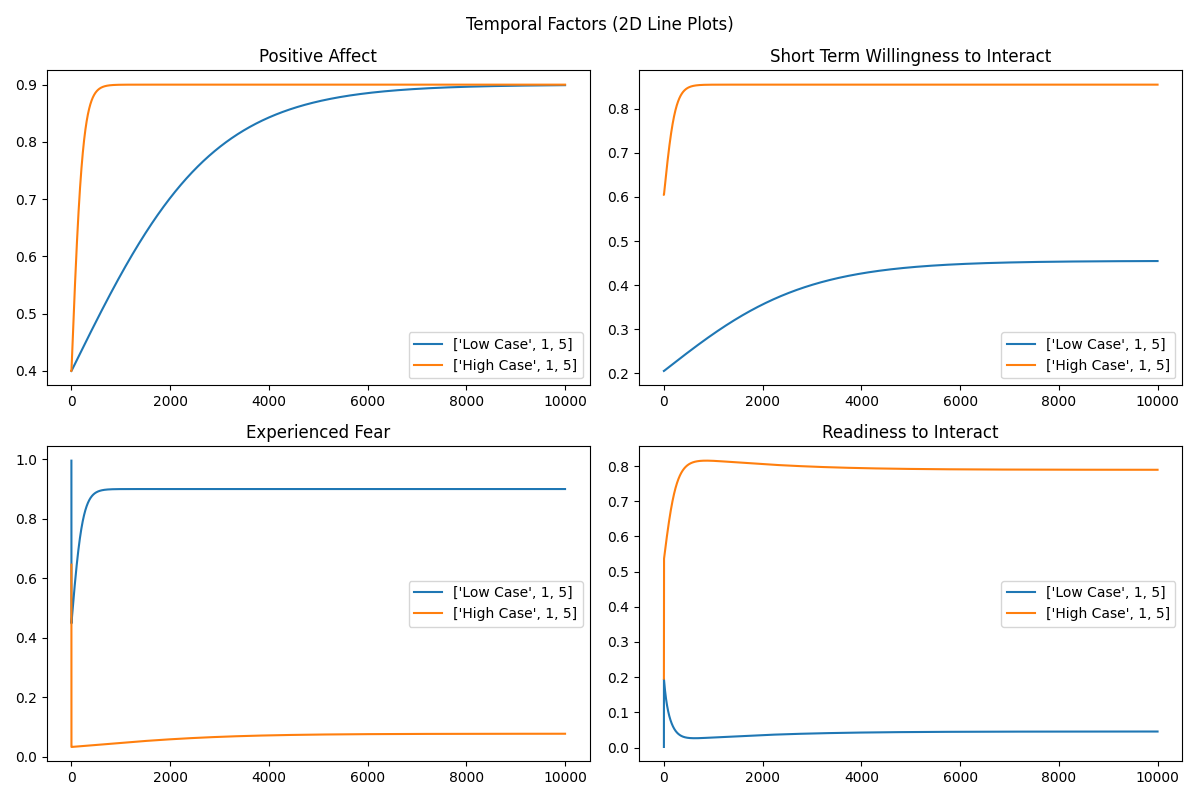 Temporal Factors (2D Line Plots)
Positive Affect
0.9
0.8
0.7
0.6
0.5
0.4
0 2000 4000 6000 8000 10000
['Low Case', 1, 5]
['High Case', 1, 5]
Short Term Willingness to Interact
0.8
0.7
0.6
0.5
0.4
0.3
0.2
0 2000 4000 6000 8000 10000
['Low Case', 1, 5]
['High Case', 1, 5]
Experienced Fear
1.0
0.8
0.6
0.4
0.2
0.0
0 2000 4000 6000 8000 10000
['Low Case', 1, 5]
['High Case', 1, 5]
Readiness to Interact
0.8
0.7
0.6
0.5
0.4
0.3
0.2
0.1
0.0
0 2000 4000 6000 8000 10000
['Low Case', 1, 5]
['High Case', 1, 5]